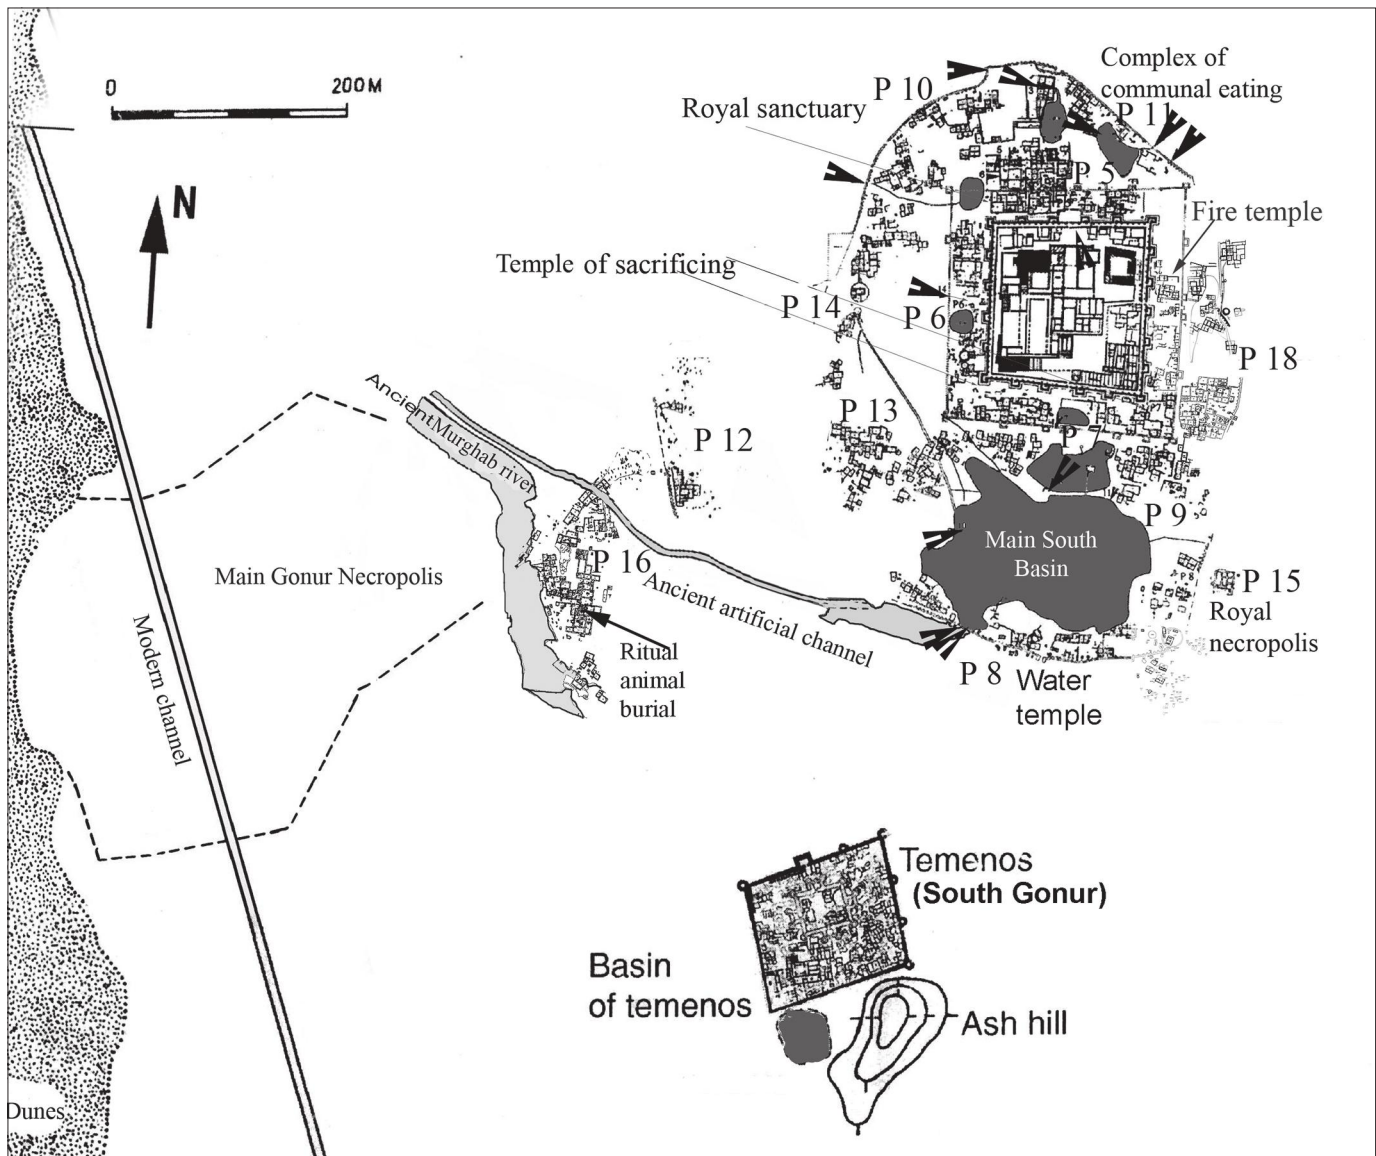 0 200 M
N
Complex of
communal eating
P 10
P 11
Royal sanctuary
P 5
Fire temple
Temple of sacrificing
P 14
P 6
P6
P 18
Ancient Murghab river
P 13
P 12
P 7
P 9
Main South
Basin
Main Gonur Necropolis
P 16
P 15
Ancient artificial channel
Royal
necropolis
Modern channel
Ritual
animal
burial
P 8
Water
temple
Temenos
(South Gonur)
Basin
of temenos
Ash hill
Dunes